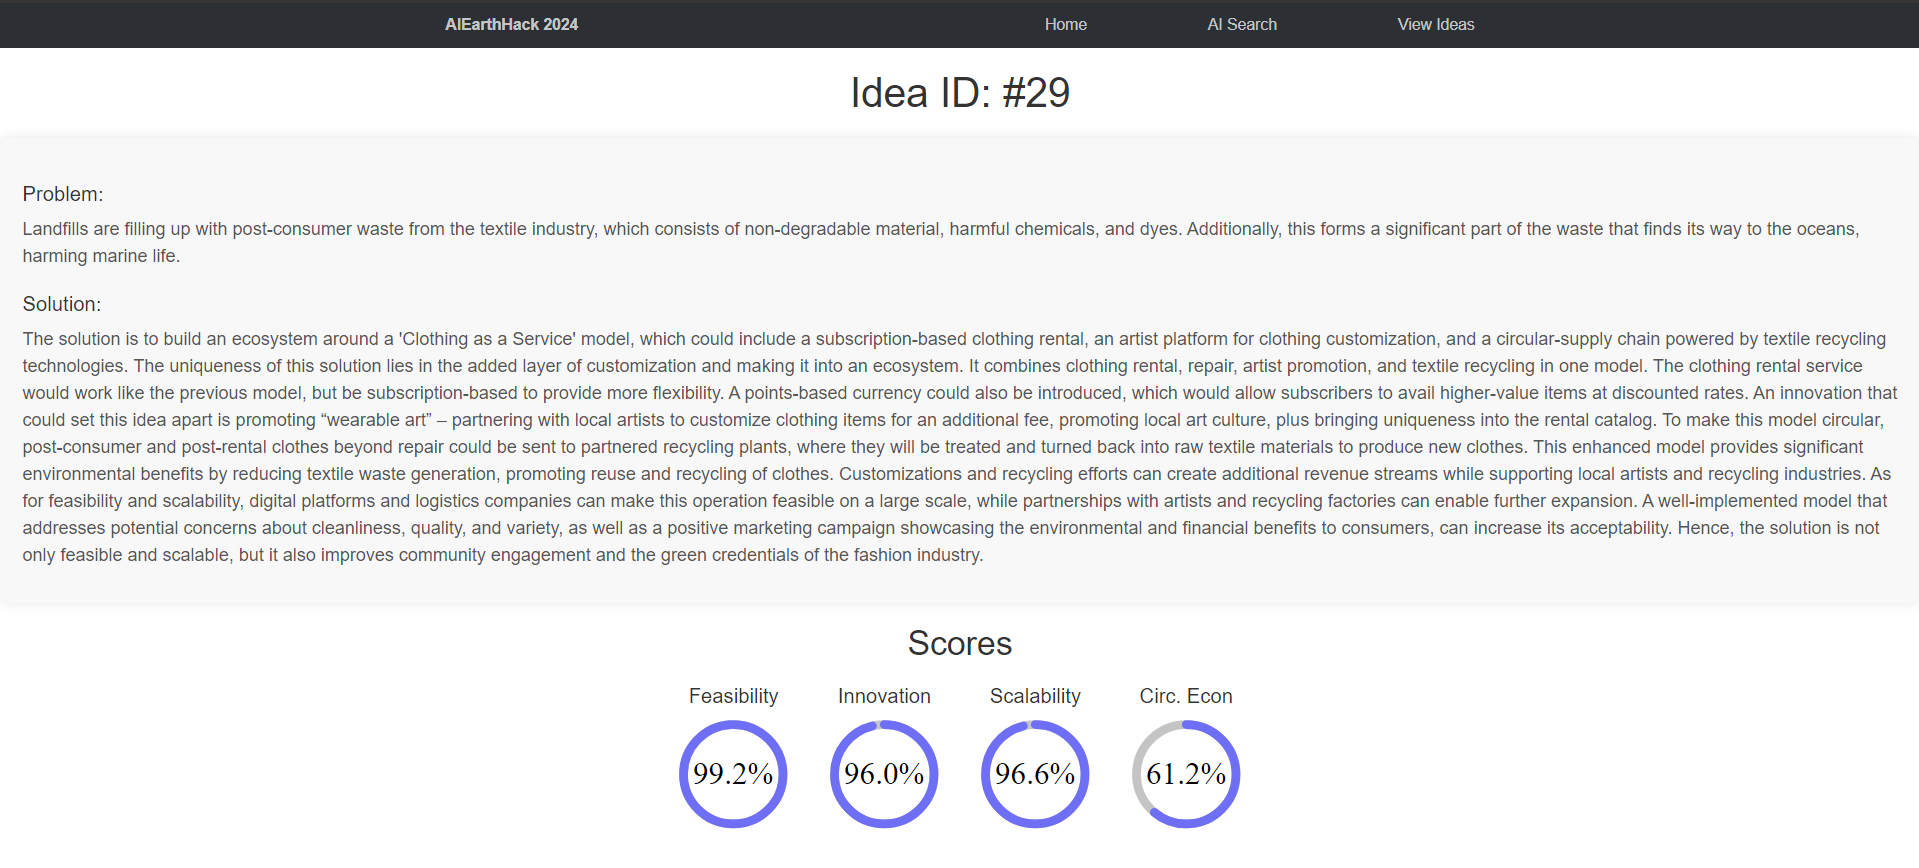 AIEarthHack 2024
Home
AI Search
View Ideas
Idea ID: #29
Problem:
Landfills are filling up with post-consumer waste from the textile industry, which consists of non-degradable material, harmful chemicals, and dyes. Additionally, this forms a significant part of the waste that finds its way to the oceans,
harming marine life.
Solution:
The solution is to build an ecosystem around a 'Clothing as a Service' model, which could include a subscription-based clothing rental, an artist platform for clothing customization, and a circular-supply chain powered by textile recycling
technologies. The uniqueness of this solution lies in the added layer of customization and making it into an ecosystem. It combines clothing rental, repair, artist promotion, and textile recycling in one model. The clothing rental service
would work like the previous model, but be subscription-based to provide more flexibility. A points-based currency could also be introduced, which would allow subscribers to avail higher-value items at discounted rates. An innovation that
could set this idea apart is promoting “wearable art” – partnering with local artists to customize clothing items for an additional fee, promoting local art culture, plus bringing uniqueness into the rental catalog. To make this model circular,
post-consumer and post-rental clothes beyond repair could be sent to partnered recycling plants, where they will be treated and turned back into raw textile materials to produce new clothes. This enhanced model provides significant
environmental benefits by reducing textile waste generation, promoting reuse and recycling of clothes. Customizations and recycling efforts can create additional revenue streams while supporting local artists and recycling industries. As
for feasibility and scalability, digital platforms and logistics companies can make this operation feasible on a large scale, while partnerships with artists and recycling factories can enable further expansion. A well-implemented model that
addresses potential concerns about cleanliness, quality, and variety, as well as a positive marketing campaign showcasing the environmental and financial benefits to consumers, can increase its acceptability. Hence, the solution is not
only feasible and scalable, but it also improves community engagement and the green credentials of the fashion industry.
Scores
Feasibility
Innovation
Scalability
Circ. Econ
99.2%
96.0%
96.6%
61.2%